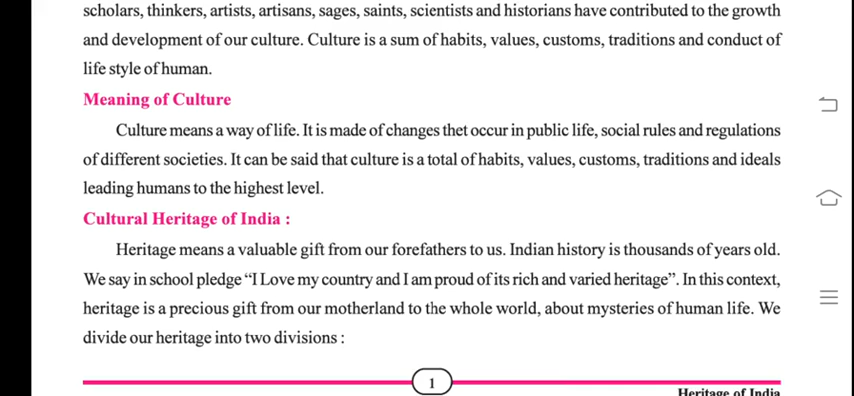 scholars, thinkers, artists, artisans, sages, saints, scientists and historians have contributed to the growth
and development of our culture. Culture is a sum of habits, values, customs, traditions and conduct of
life style of human.
Meaning of Culture
Culture means a way of life. It is made of changes thet occur in public life, social rules and regulations
of different societies. It can be said that culture is a total of habits, values, customs, traditions and ideals
leading humans to the highest level.
Cultural Heritage of India :
Heritage means a valuable gift from our forefathers to us. Indian history is thousands of years old.
We say in school pledge “I Love my country and I am proud of its rich and varied heritage”. In this context,
heritage is a precious gift from our motherland to the whole world, about mysteries of human life. We
divide our heritage into two divisions :
1
Heritage of India